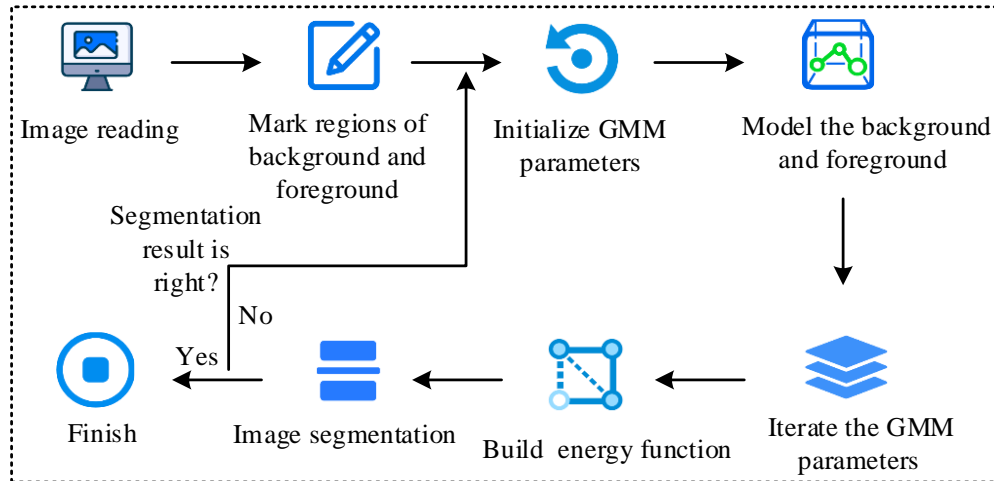 Image reading
Mark regions of
background and
foreground
Initialize GMM
parameters
Model the background
and foreground
Segmentation
result is
right?
No
Yes
Finish
Image segmentation
Build energy function
Iterate the GMM
parameters